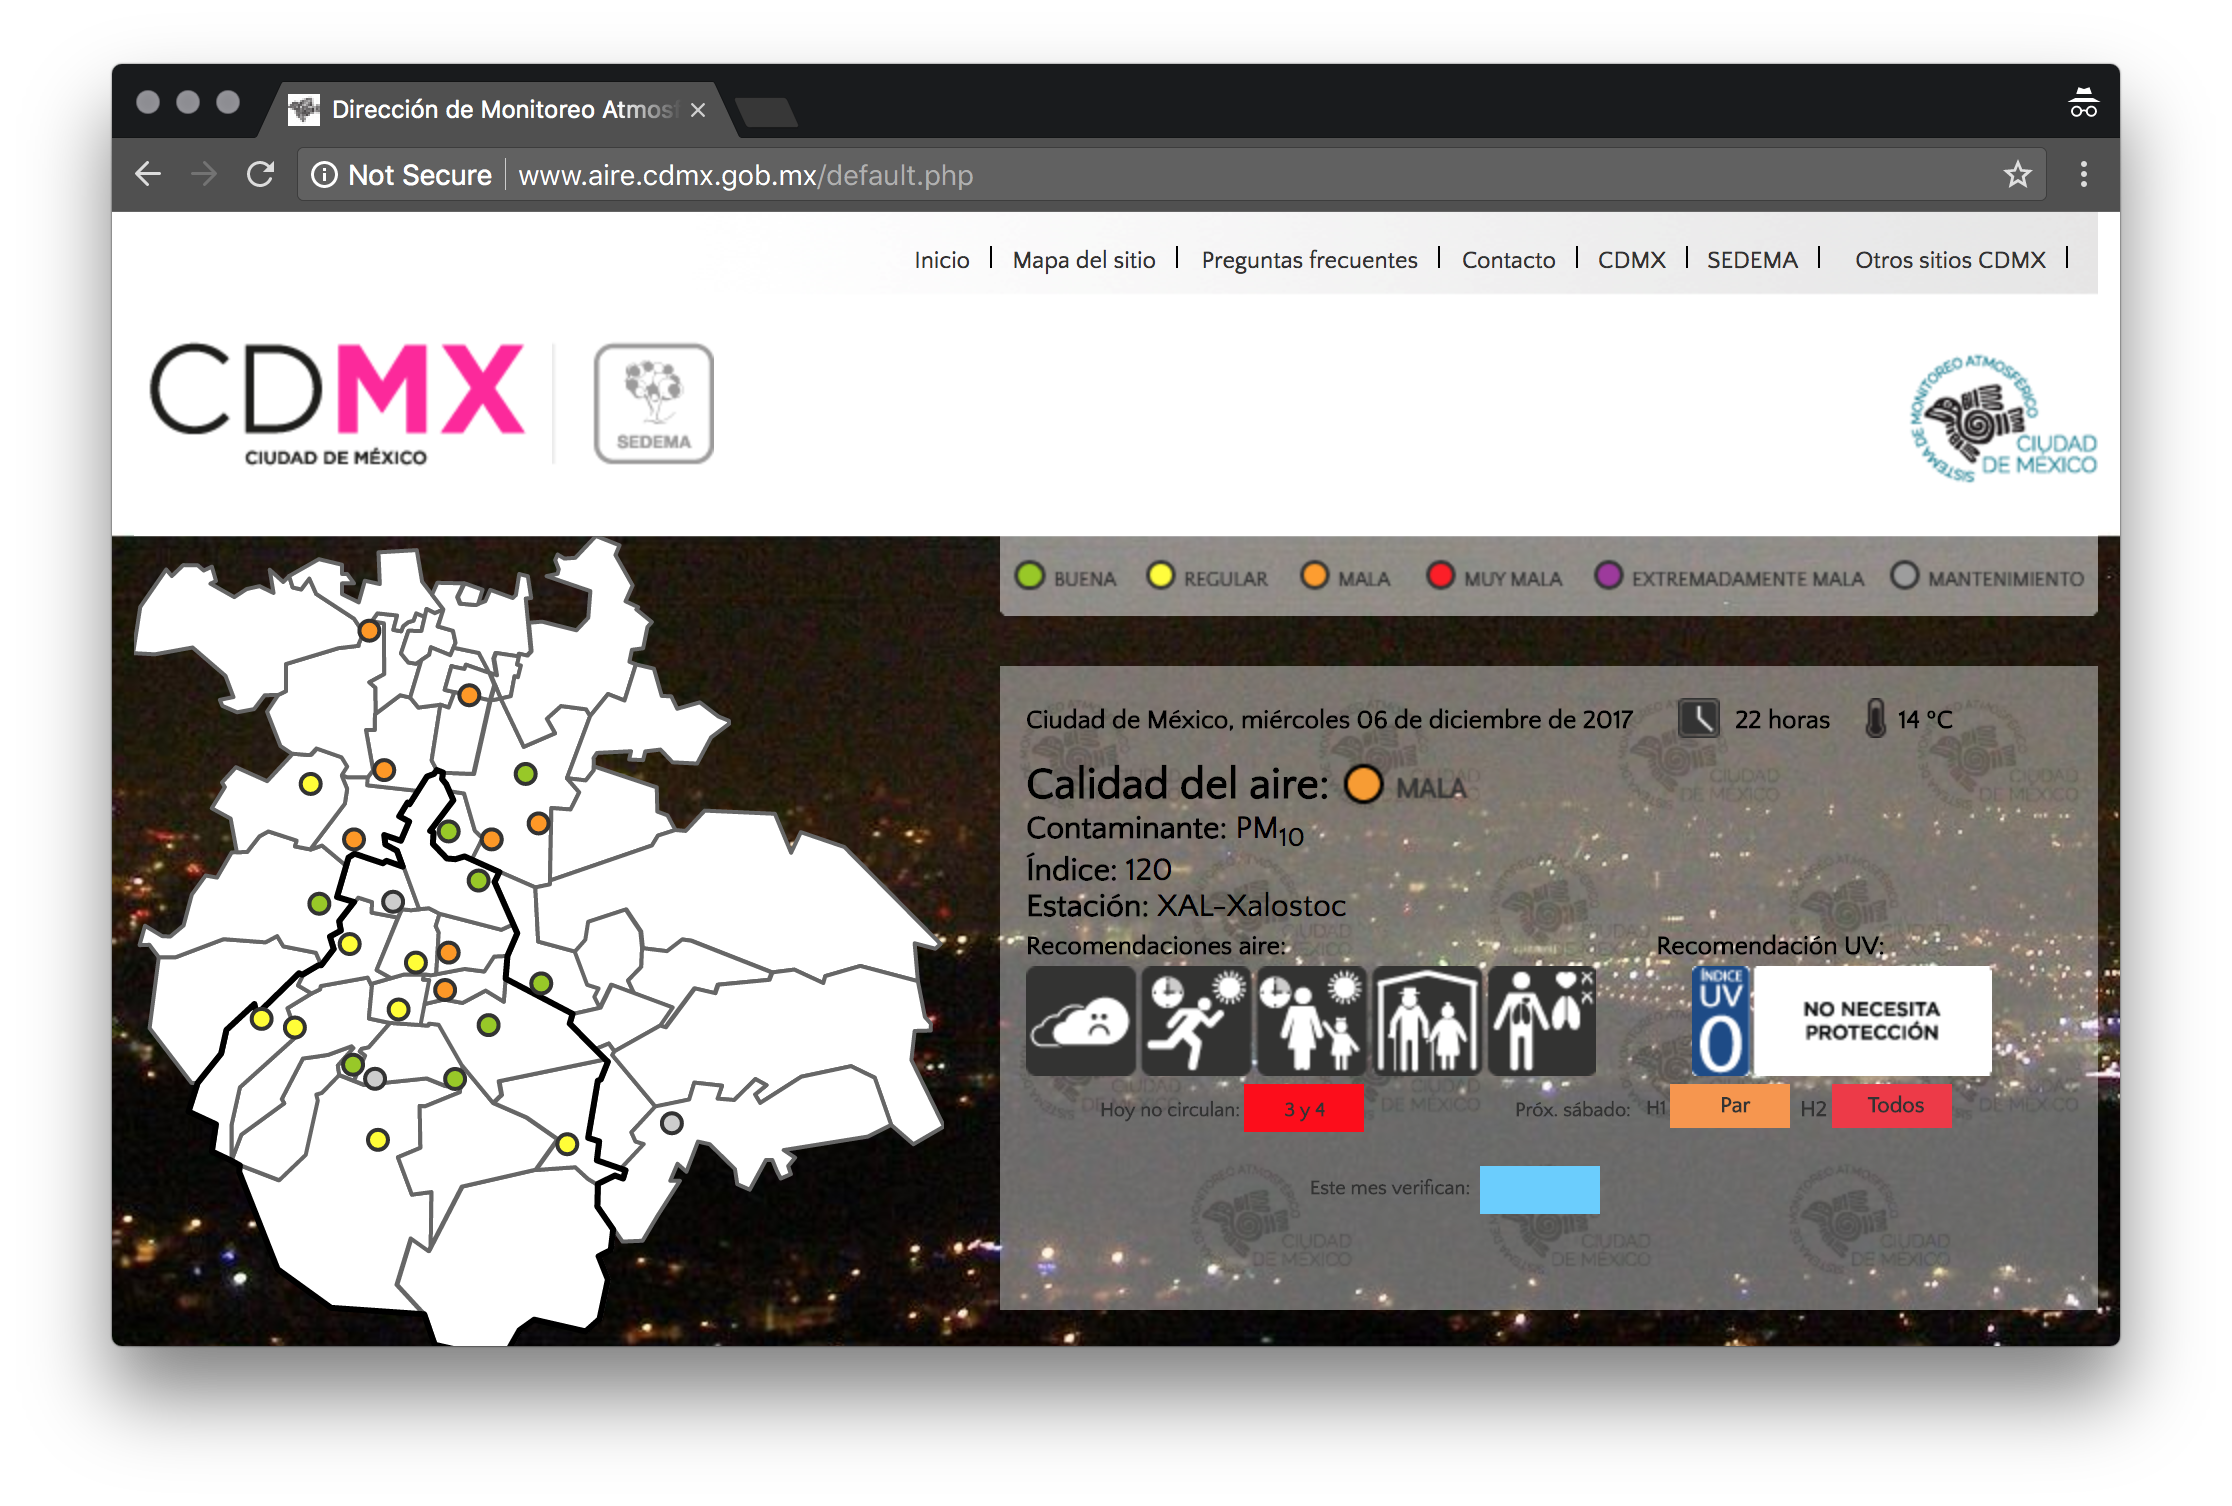 Dirección de Monitoreo Atmosf
Not Secure www.aire.cdmx.gob.mx/default.php
Inicio Mapa del sitio Preguntas frecuentes Contacto CDMX SEDEMA Otros sitios CDMX
CDMX
CIUDAD DE MÉXICO
SEDEMA
SISTEMA DE MONITOREO ATMOSFÉRICO
CIUDAD
DE MÉXICO
BUENA REGULAR MALA MUY MALA EXTREMADAMENTE MALA MANTENIMIENTO
Ciudad de México, miércoles 06 de diciembre de 2017 22 horas 14 °C
Calidad del aire: MALA
Contaminante: PM10
Índice: 120
Estación: XAL-Xalostoc
Recomendaciones aire: Recomendación UV:
ÍNDICE
UV
0
NO NECESITA
PROTECCIÓN
Hoy no circulan: 3 y 4 Próx. sábado: H1 Par H2 Todos
Este mes verifican: